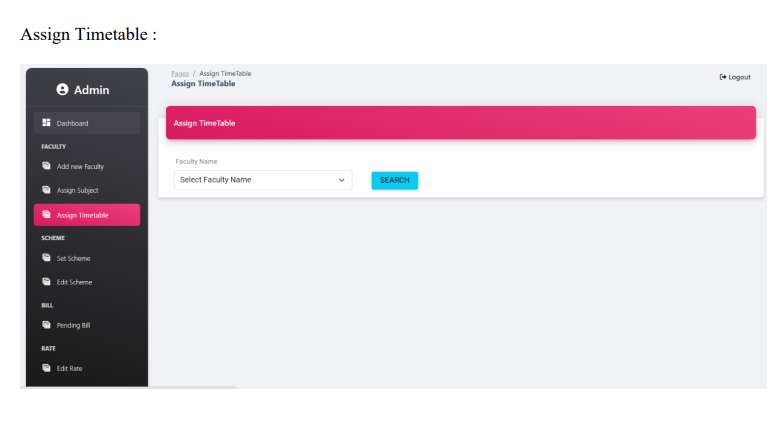 Assign Timetable :
Admin
Dashboard
FACULTY
Add new Faculty
Assign Subject
Assign Timetable
SCHEME
Set Scheme
Edit Scheme
BILL
Pending Bill
RATE
Edit Rate
Pages / Assign TimeTable
Assign TimeTable
Logout
Assign TimeTable
Faculty Name
Select Faculty Name
SEARCH